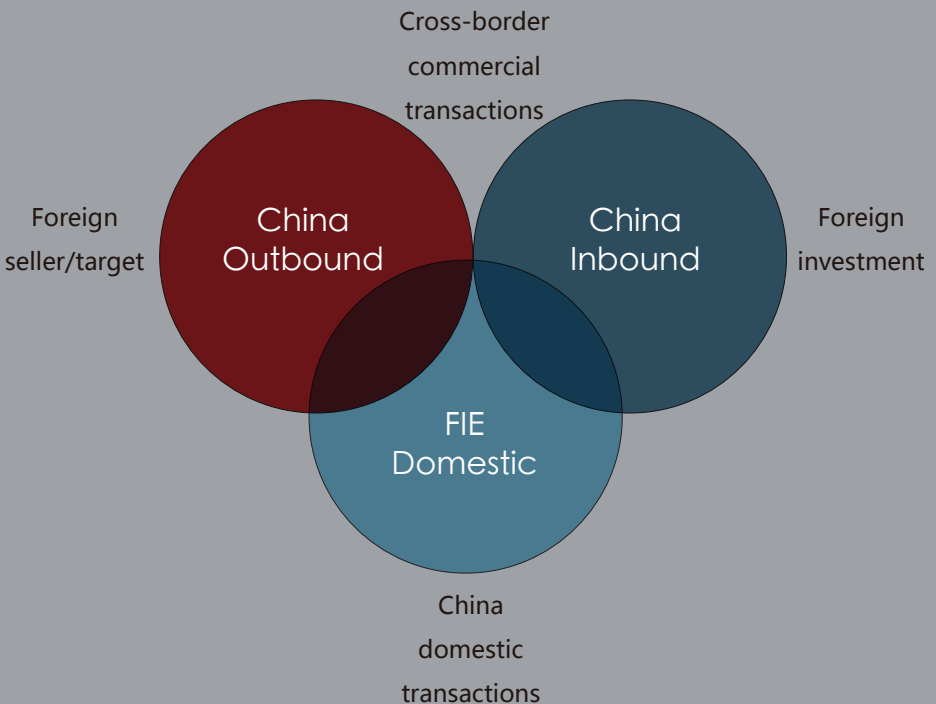 Cross-border
commercial
transactions
Foreign
seller/target
China
Outbound
China
Inbound
Foreign
investment
FIE
Domestic
China
domestic
transactions